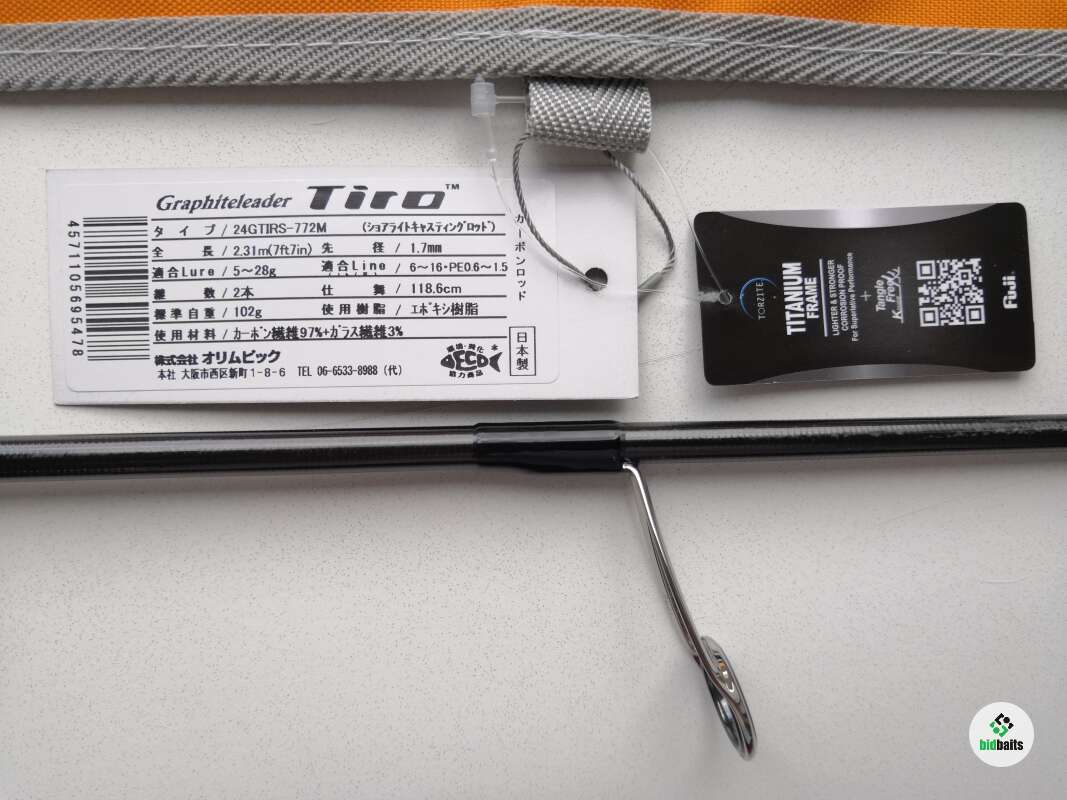 Graphiteleader Tiro™
タイプ / 24GTIRS-772M (ショアライトキャスティングロッド)
全長 / 2.31m(7ft7in) 先径 / 1.7mm
適合Lure / 5~28g 適合Line / 6~16・PE0.6~1.5
継数 / 2本 仕舞 / 118.6cm
標準自重 / 102g 使用樹脂 / エポキシ樹脂
使用材料 / カーボン繊維97%+ガラス繊維3%
株式会社 オリムピック
本社 大阪市西区新町1-8-6 TEL 06-6533-8988 (代)
カーボンロッド
日本製
ECO
4571105695478
TORZITE
TITANIUM
FRAME
LIGHTER & STRONGER
CORROSION PROOF
For Superlative Performance
+
Tangle
Free
Fuji
bidbaits